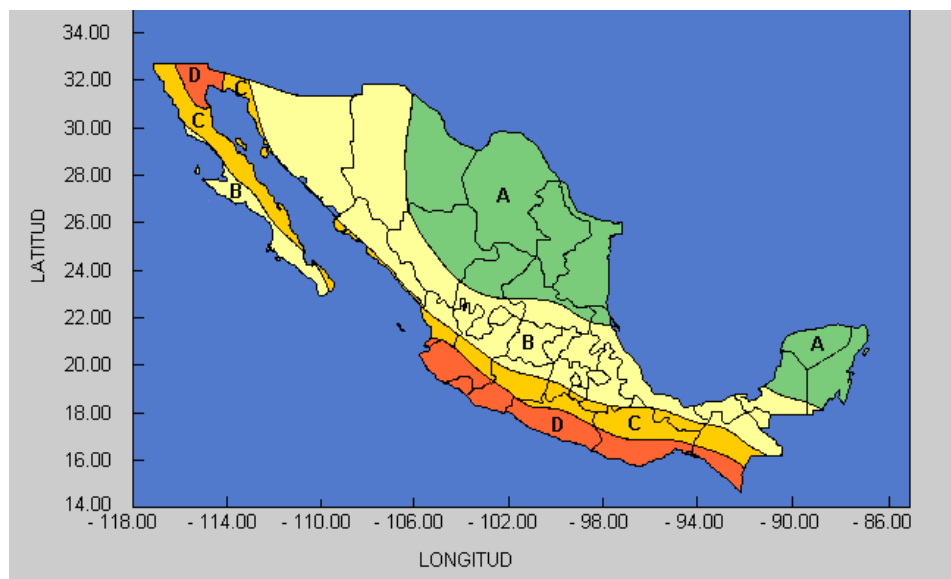 LATITUD
34.00
32.00
30.00
28.00
26.00
24.00
22.00
20.00
18.00
16.00
14.00
D
C
C
B
A
B
A
C
D
- 118.00 - 114.00 - 110.00 - 106.00 - 102.00 - 98.00 - 94.00 - 90.00 - 86.00
LONGITUD